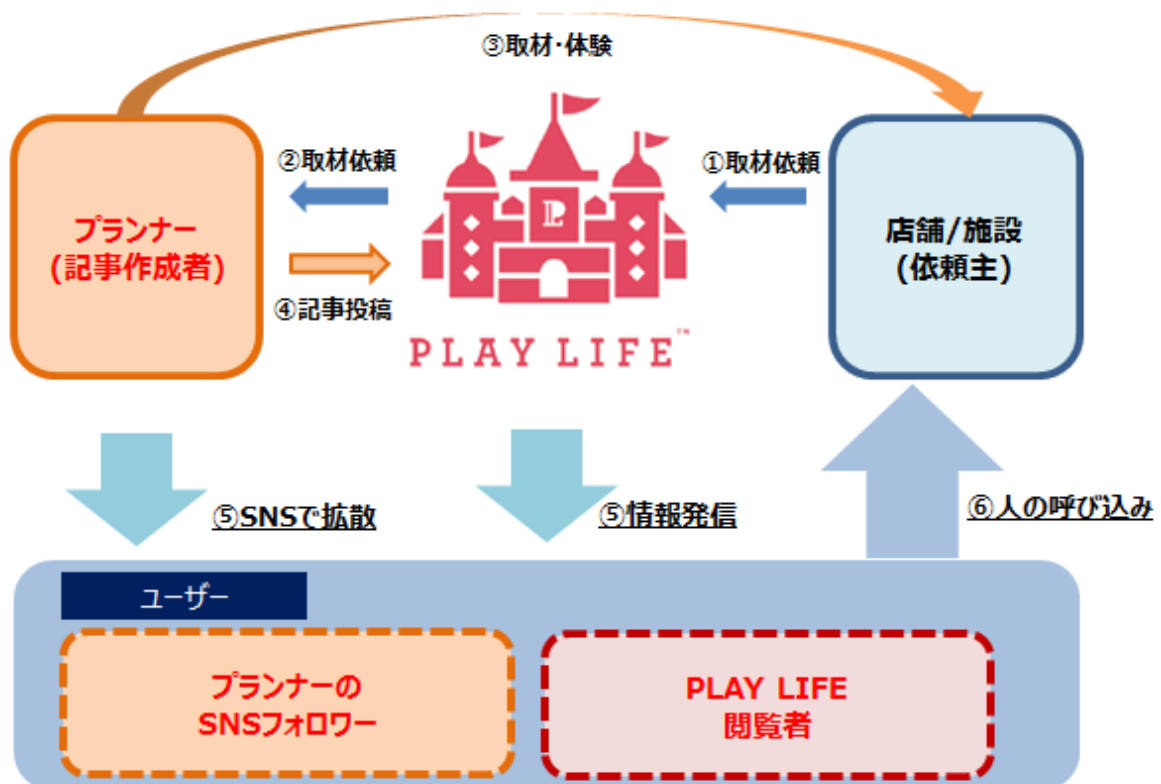 ③取材・体験
②取材依頼
①取材依頼
プランナー
(記事作成者)
店舗/施設
(依頼主)
④記事投稿
PLAY LIFE™
⑤SNSで拡散
⑤情報発信
⑥人の呼び込み
ユーザー
プランナーの
SNSフォロワー
PLAY LIFE
閲覧者